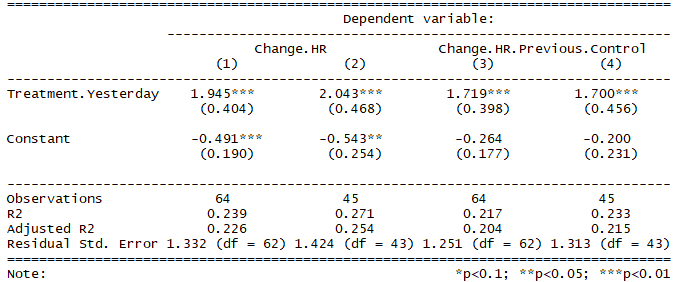 Dependent variable:
Change.HR Change.HR.Previous.Control
(1) (2) (3) (4)
Treatment.Yesterday 1.945*** 2.043*** 1.719*** 1.700***
(0.404) (0.468) (0.398) (0.456)
Constant -0.491*** -0.543** -0.264 -0.200
(0.190) (0.254) (0.177) (0.231)
Observations 64 45 64 45
R2 0.239 0.271 0.217 0.233
Adjusted R2 0.226 0.254 0.204 0.215
Residual Std. Error 1.332 (df = 62) 1.424 (df = 43) 1.251 (df = 62) 1.313 (df = 43)
Note: *p<0.1; **p<0.05; ***p<0.01